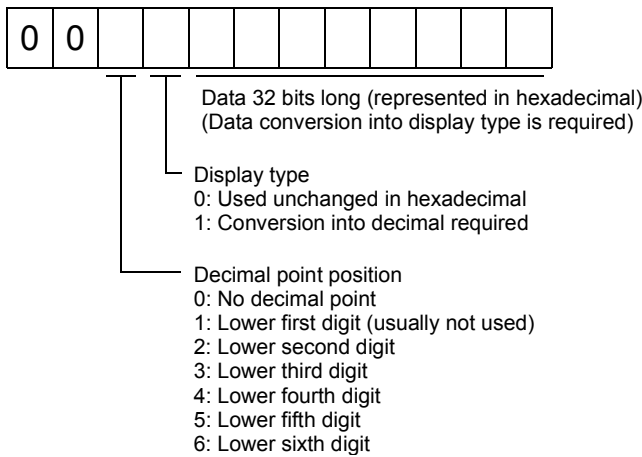 0 0
Data 32 bits long (represented in hexadecimal)
(Data conversion into display type is required)
Display type
0: Used unchanged in hexadecimal
1: Conversion into decimal required
Decimal point position
0: No decimal point
1: Lower first digit (usually not used)
2: Lower second digit
3: Lower third digit
4: Lower fourth digit
5: Lower fifth digit
6: Lower sixth digit